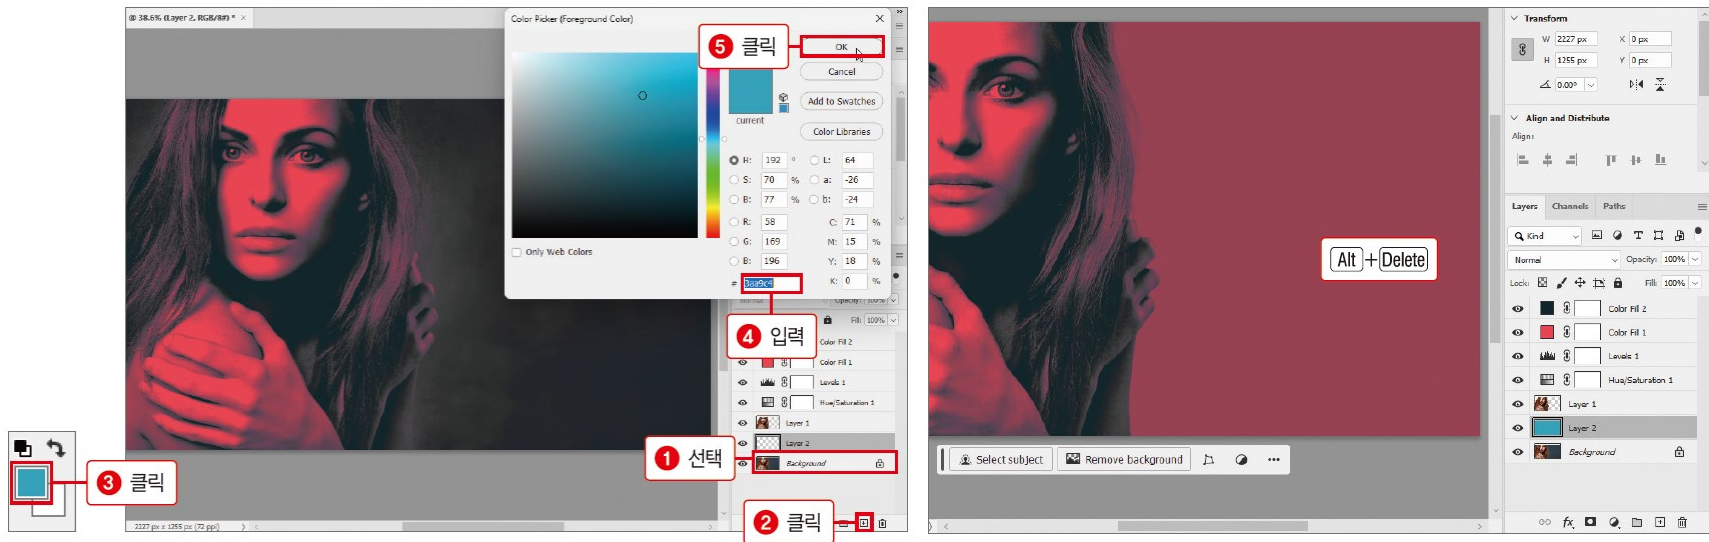 @ 38.6% (Layer 2, RGB/8#) * ×
Color Picker (Foreground Color)
⑤ 클릭
OK
Cancel
Add to Swatches
Color Libraries
current
H: 192 °
S: 70 %
B: 77 %
R: 58
G: 169
B: 196
# 3aa9c4
L: 64
a: -26
b: -24
C: 71 %
M: 15 %
Y: 18 %
K: 0 %
Only Web Colors
④ 입력
Normal
Opacity: 100%
Fill: 100%
Color Fill 2
Color Fill 1
Levels 1
Hue/Saturation 1
Layer 1
Layer 2
Background
① 선택
② 클릭
③ 클릭
2227 px x 1255 px (72 ppi)
Alt + Delete
Select subject
Remove background
Transform
W 2227 px X 0 px
H 1255 px Y 0 px
0.00°
Align and Distribute
Align:
Layers Channels Paths
Kind
Normal Opacity: 100%
Lock: Fill: 100%
Color Fill 2
Color Fill 1
Levels 1
Hue/Saturation 1
Layer 1
Layer 2
Background
fx